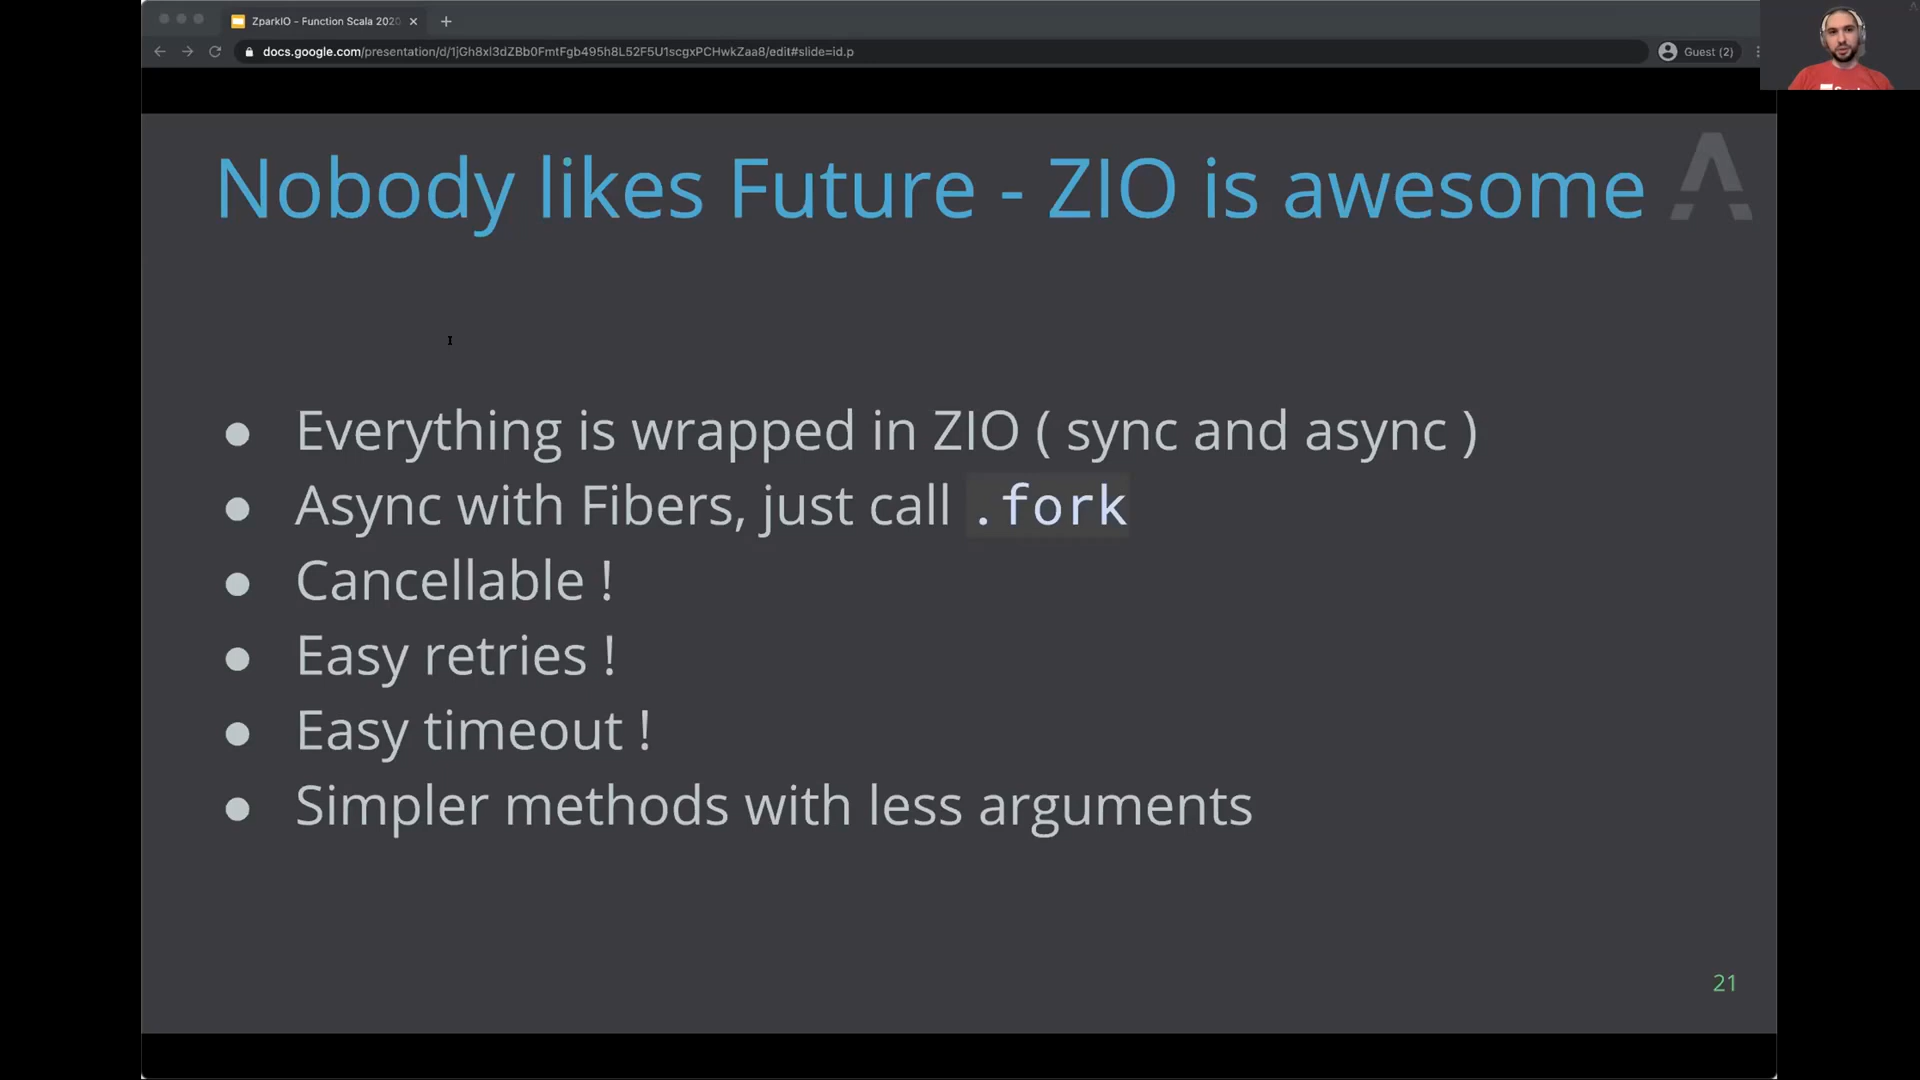 ZparkIO - Function Scala 2020
docs.google.com/presentation/d/1jGh8xI3dZBb0FmtFgb495h8L52F5U1scgxPCHwkZaa8/edit#slide=id.p
Guest (2)
Nobody likes Future - ZIO is awesome
● Everything is wrapped in ZIO ( sync and async )
● Async with Fibers, just call .fork
● Cancellable !
● Easy retries !
● Easy timeout !
● Simpler methods with less arguments
21